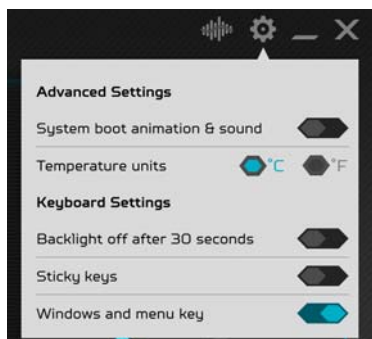 Advanced Settings
System boot animation & sound
Temperature units °C °F
Keyboard Settings
Backlight off after 30 seconds
Sticky keys
Windows and menu key